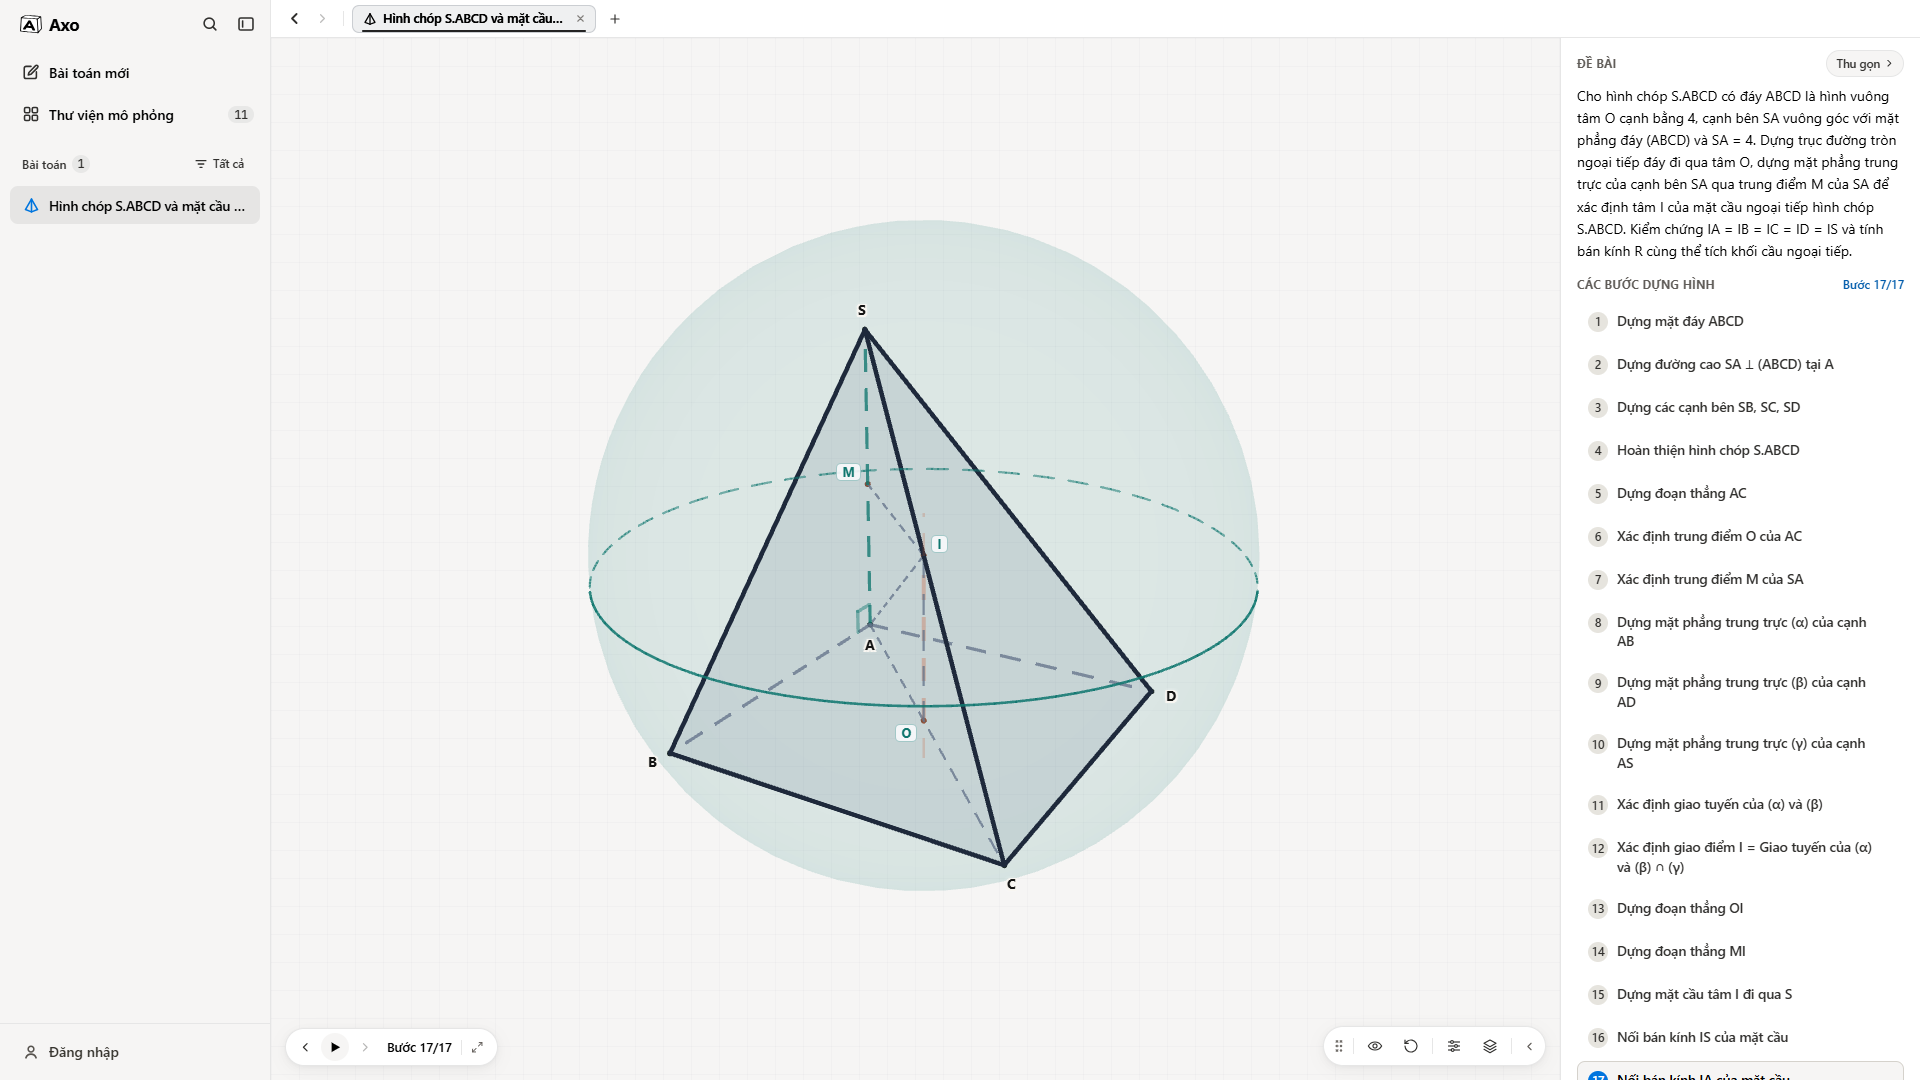 Axo
Bài toán mới
Thư viện mô phỏng
11
Bài toán 1
Tất cả
Hình chóp S.ABCD và mặt cầu ...
Đăng nhập
Hình chóp S.ABCD và mặt cầu...
S
M
I
A
D
O
B
C
Bước 17/17
ĐỀ BÀI
Thu gọn
Cho hình chóp S.ABCD có đáy ABCD là hình vuông
tâm O cạnh bằng 4, cạnh bên SA vuông góc với mặt
phẳng đáy (ABCD) và SA = 4. Dựng trục đường tròn
ngoại tiếp đáy đi qua tâm O, dựng mặt phẳng trung
trực của cạnh bên SA qua trung điểm M của SA để
xác định tâm I của mặt cầu ngoại tiếp hình chóp
S.ABCD. Kiểm chứng IA = IB = IC = ID = IS và tính
bán kính R cùng thể tích khối cầu ngoại tiếp.
CÁC BƯỚC DỰNG HÌNH
Bước 17/17
1 Dựng mặt đáy ABCD
2 Dựng đường cao SA ⊥ (ABCD) tại A
3 Dựng các cạnh bên SB, SC, SD
4 Hoàn thiện hình chóp S.ABCD
5 Dựng đoạn thẳng AC
6 Xác định trung điểm O của AC
7 Xác định trung điểm M của SA
8 Dựng mặt phẳng trung trực (α) của cạnh
AB
9 Dựng mặt phẳng trung trực (β) của cạnh
AD
10 Dựng mặt phẳng trung trực (γ) của cạnh
AS
11 Xác định giao tuyến của (α) và (β)
12 Xác định giao điểm I = Giao tuyến của (α)
và (β) ∩ (γ)
13 Dựng đoạn thẳng OI
14 Dựng đoạn thẳng MI
15 Dựng mặt cầu tâm I đi qua S
16 Nối bán kính IS của mặt cầu
17 Nối bán kính IA của mặt cầu